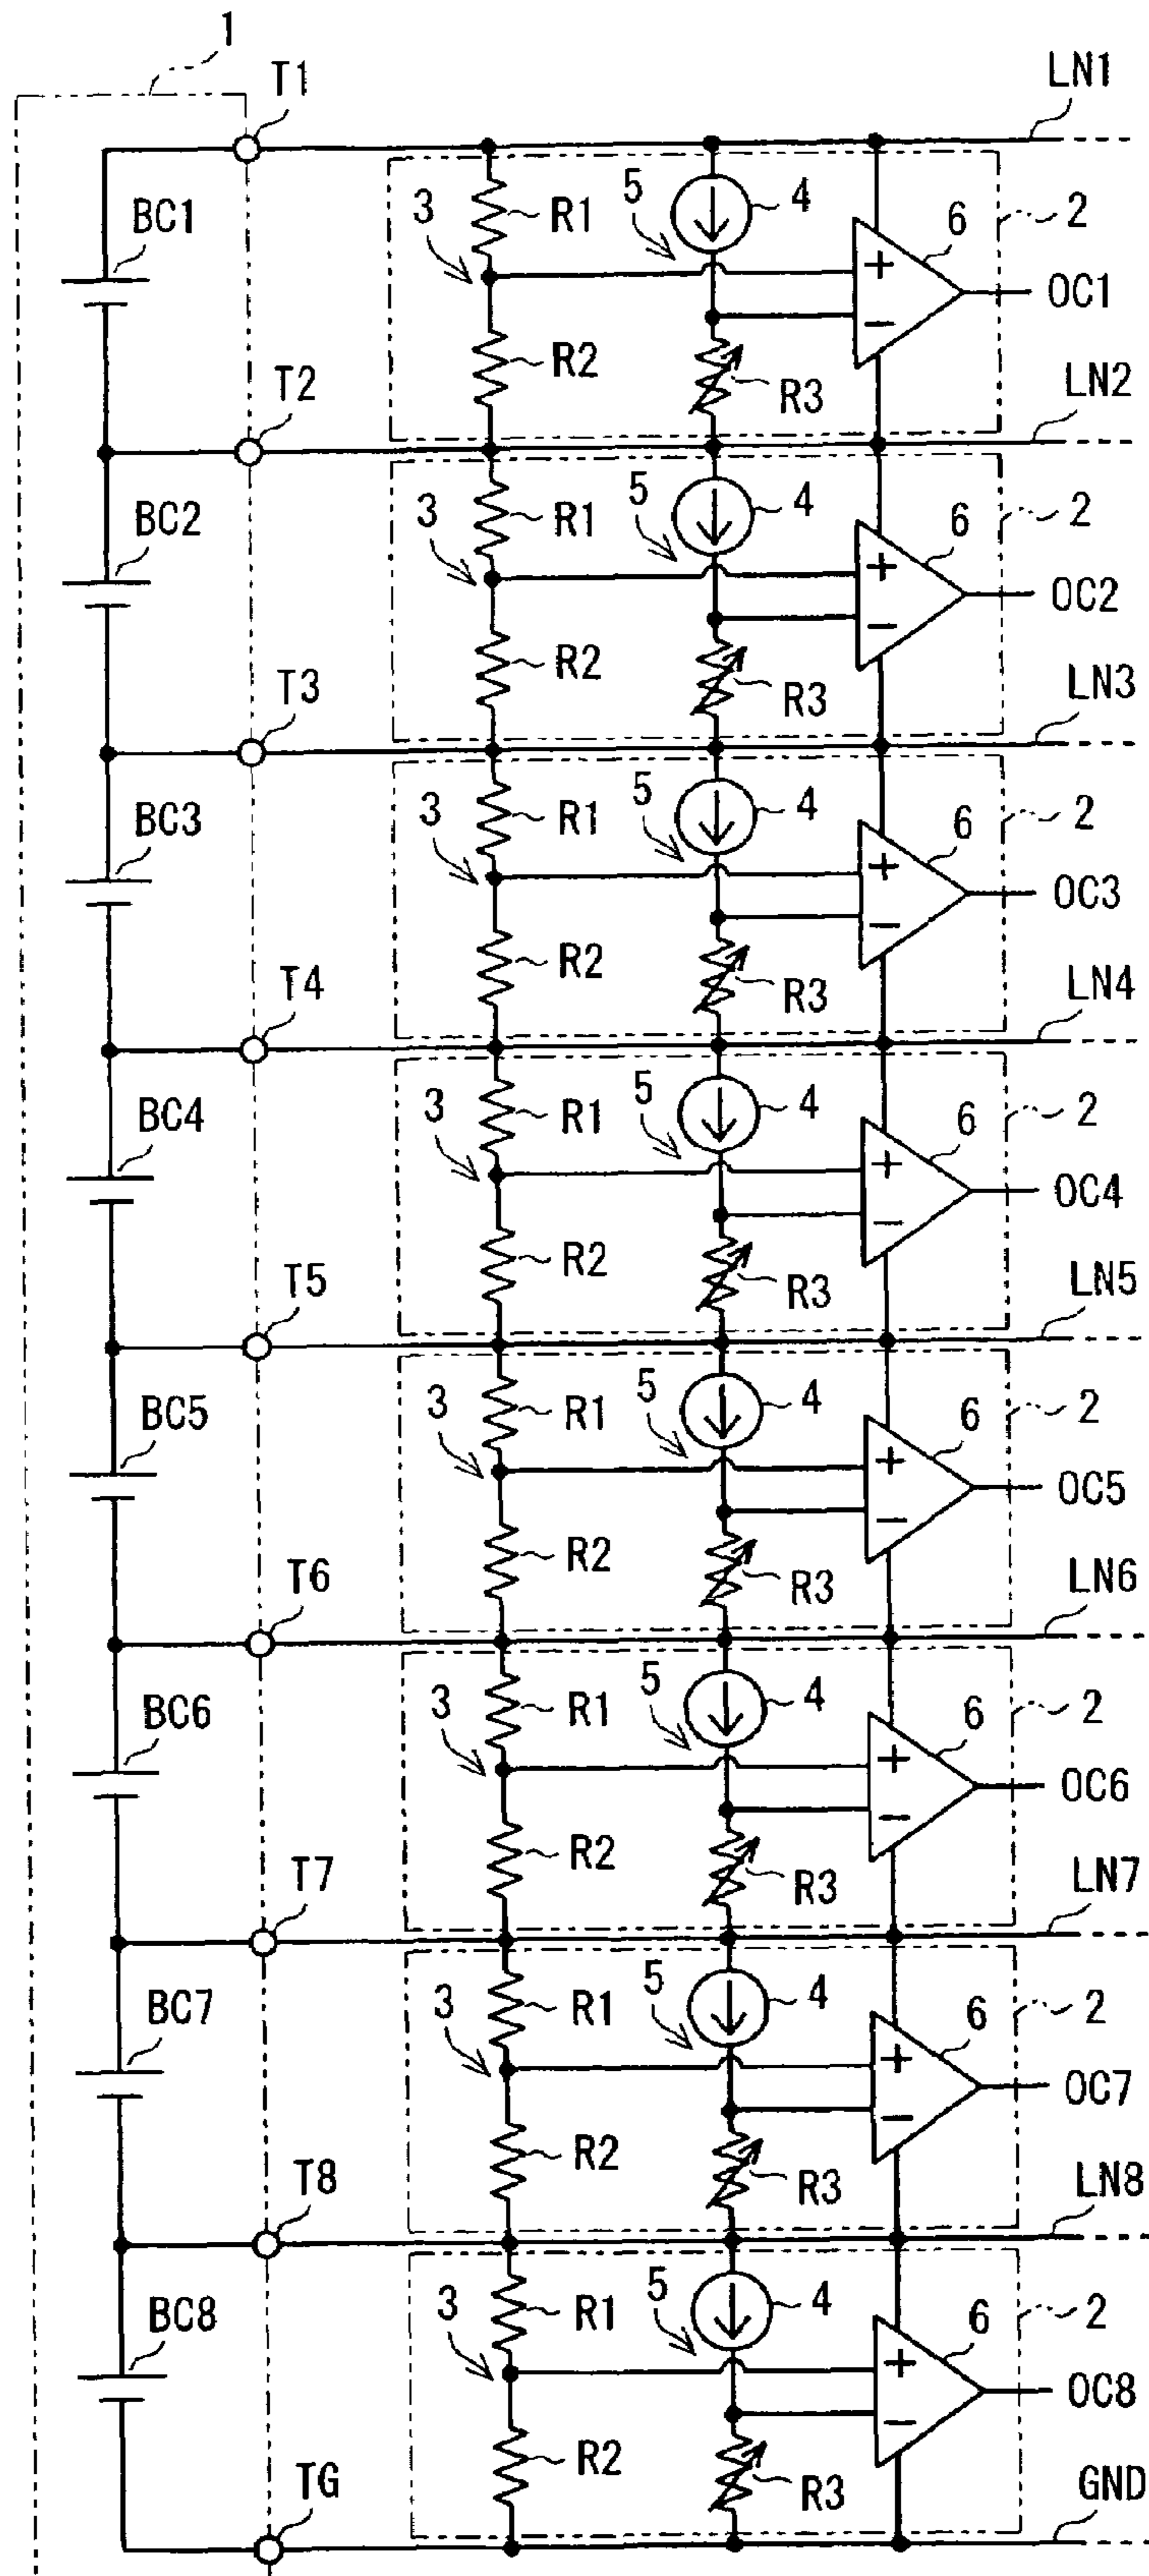 1
T1
LN1
BC1
3
R1
5
4
6
2
+
−
OC1
R2
R3
T2
LN2
BC2
3
R1
5
4
6
2
+
−
OC2
R2
R3
T3
LN3
BC3
3
R1
5
4
6
2
+
−
OC3
R2
R3
T4
LN4
BC4
3
R1
5
4
6
2
+
−
OC4
R2
R3
T5
LN5
BC5
3
R1
5
4
6
2
+
−
OC5
R2
R3
T6
LN6
BC6
3
R1
5
4
6
2
+
−
OC6
R2
R3
T7
LN7
BC7
3
R1
5
4
6
2
+
−
OC7
R2
R3
T8
LN8
BC8
3
R1
5
4
6
2
+
−
OC8
R2
R3
TG
GND